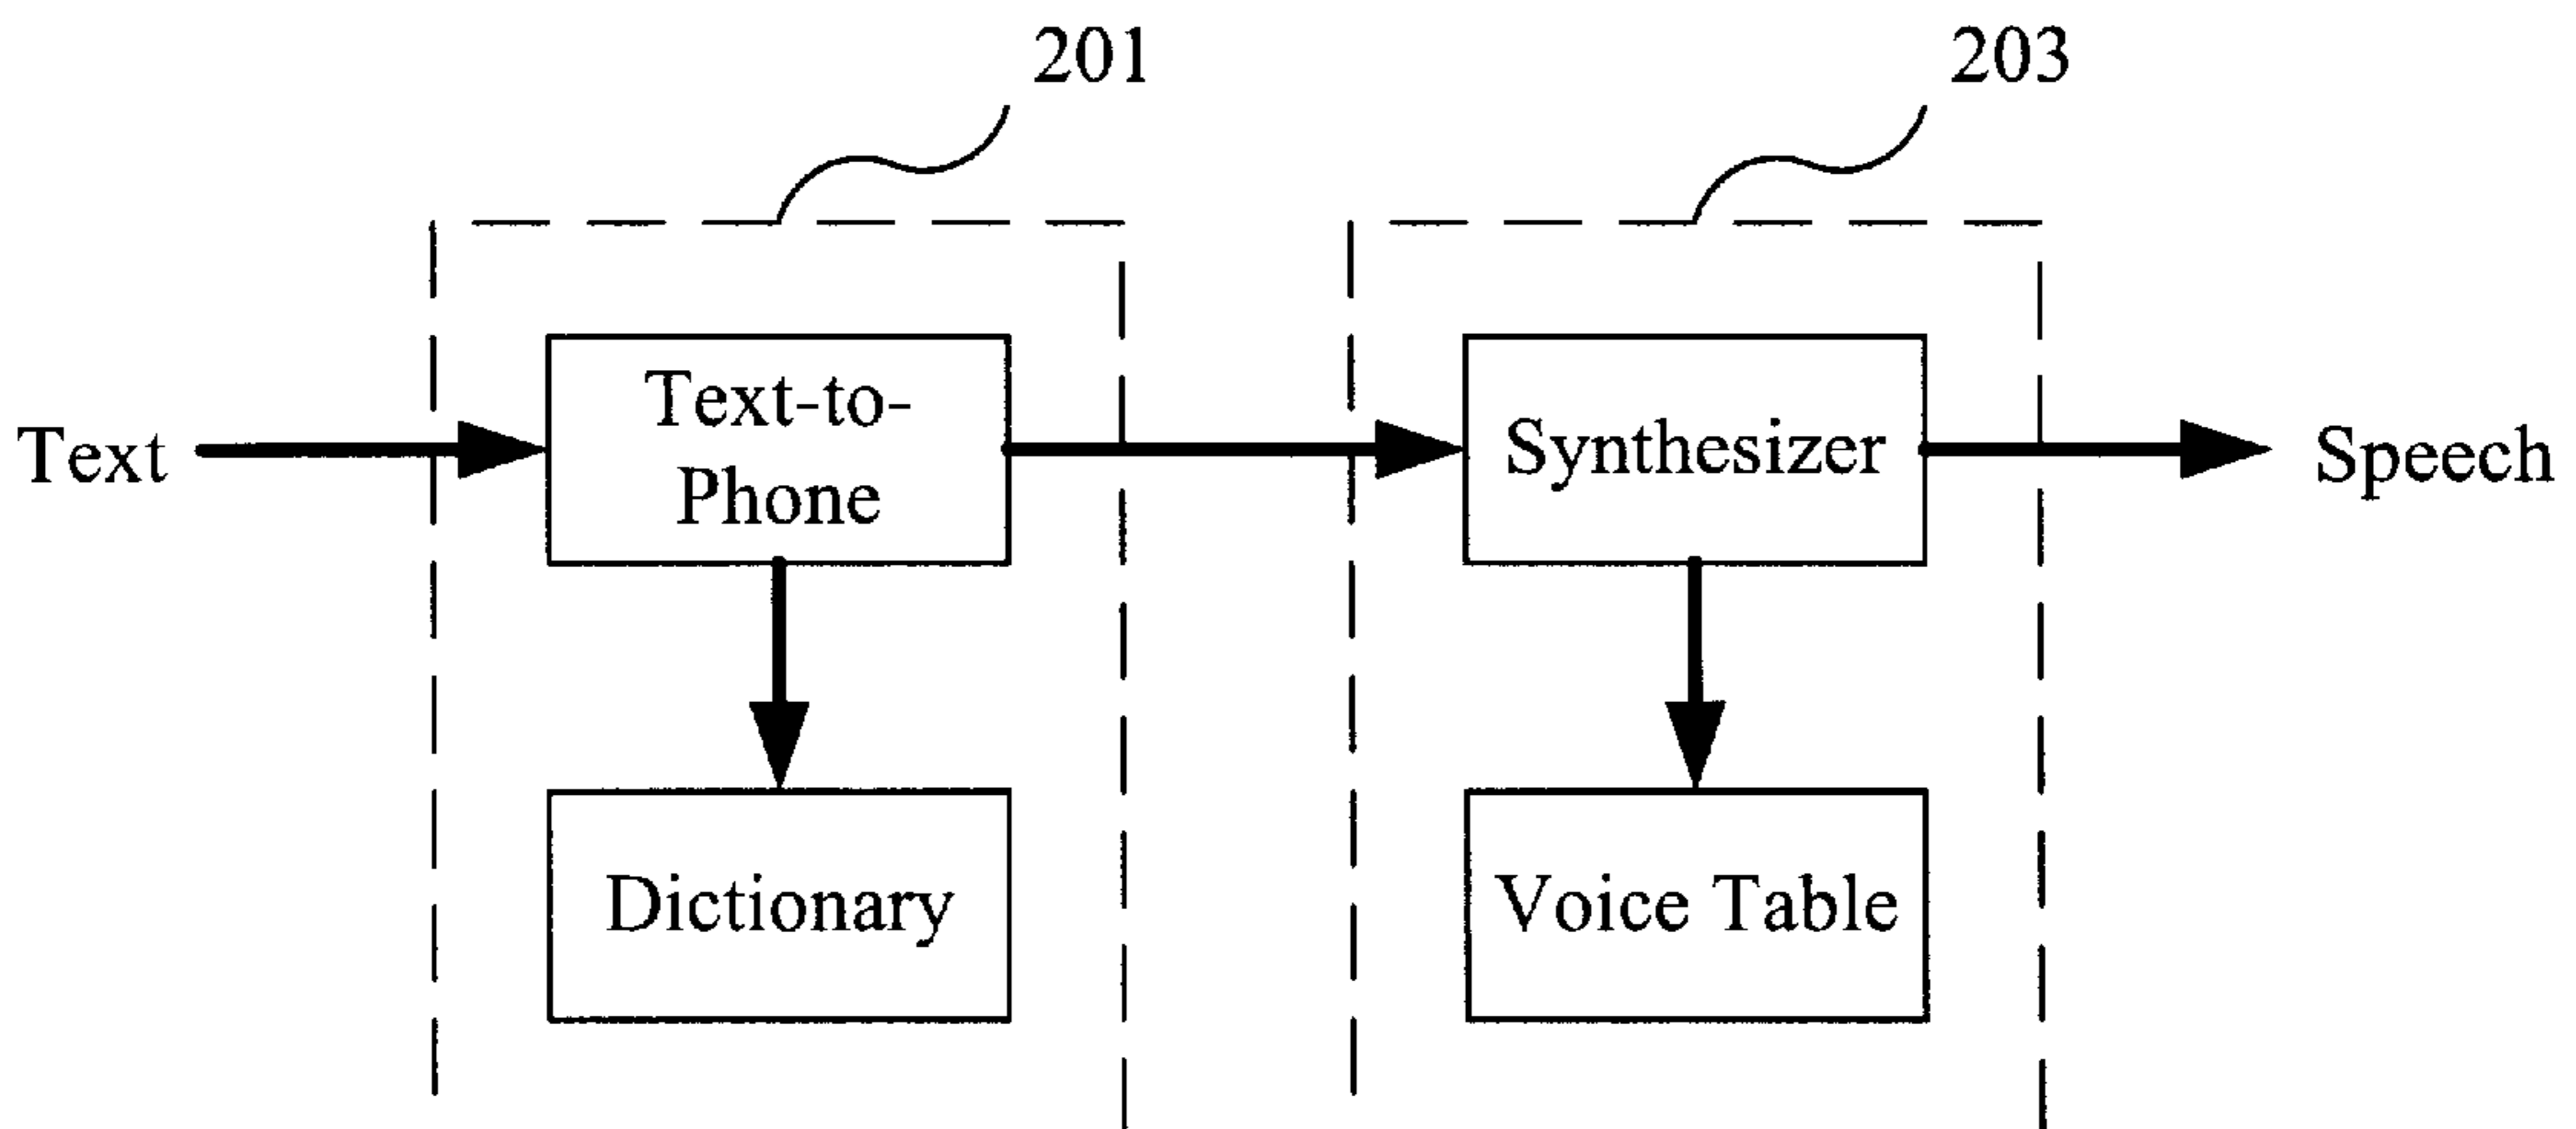 201
203
Text
Text-to-
Phone
Synthesizer
Speech
Dictionary
Voice Table